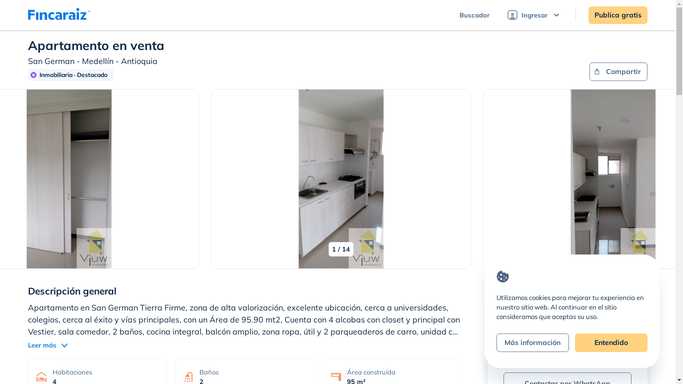 Fincaraiz
Buscador
Ingresar
Publica gratis
Apartamento en venta
San German - Medellín - Antioquia
Inmobiliaria - Destacado
Compartir
Vjuw
1 / 14
Vjuw
Descripción general
Apartamento en San German Tierra Firme, zona de alta valorización, excelente ubicación, cerca a universidades,
colegios, cerca al éxito y vías principales, con un Área de 95.90 mt2, Cuenta con 4 alcobas con closet y principal con
Vestier, sala comedor, 2 baños, cocina integral, balcón amplio, zona ropa, útil y 2 parqueaderos de carro, unidad c...
Leer más
Habitaciones
4
Baños
2
Área construida
95 m²
Utilizamos cookies para mejorar tu experiencia en
nuestro sitio web. Al continuar en el sitio
consideramos que aceptas su uso.
Más información
Entendido
Contactar por WhatsApp